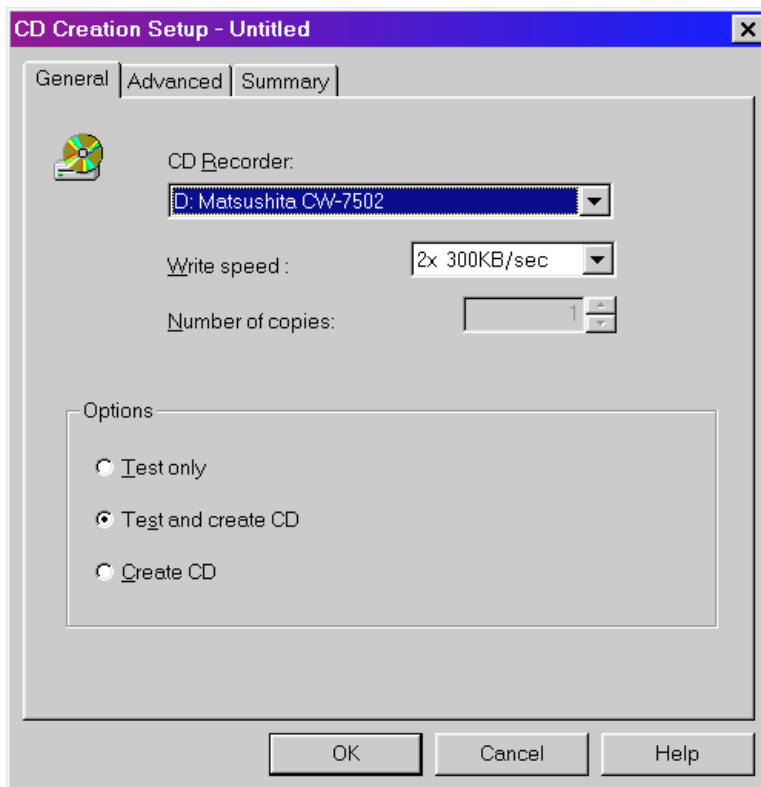 CD Creation Setup - Untitled
General Advanced Summary
CD Recorder:
D: Matsushita CW-7502
Write speed : 2x 300KB/sec
Number of copies: 1
Options
Test only
Test and create CD
Create CD
OK Cancel Help